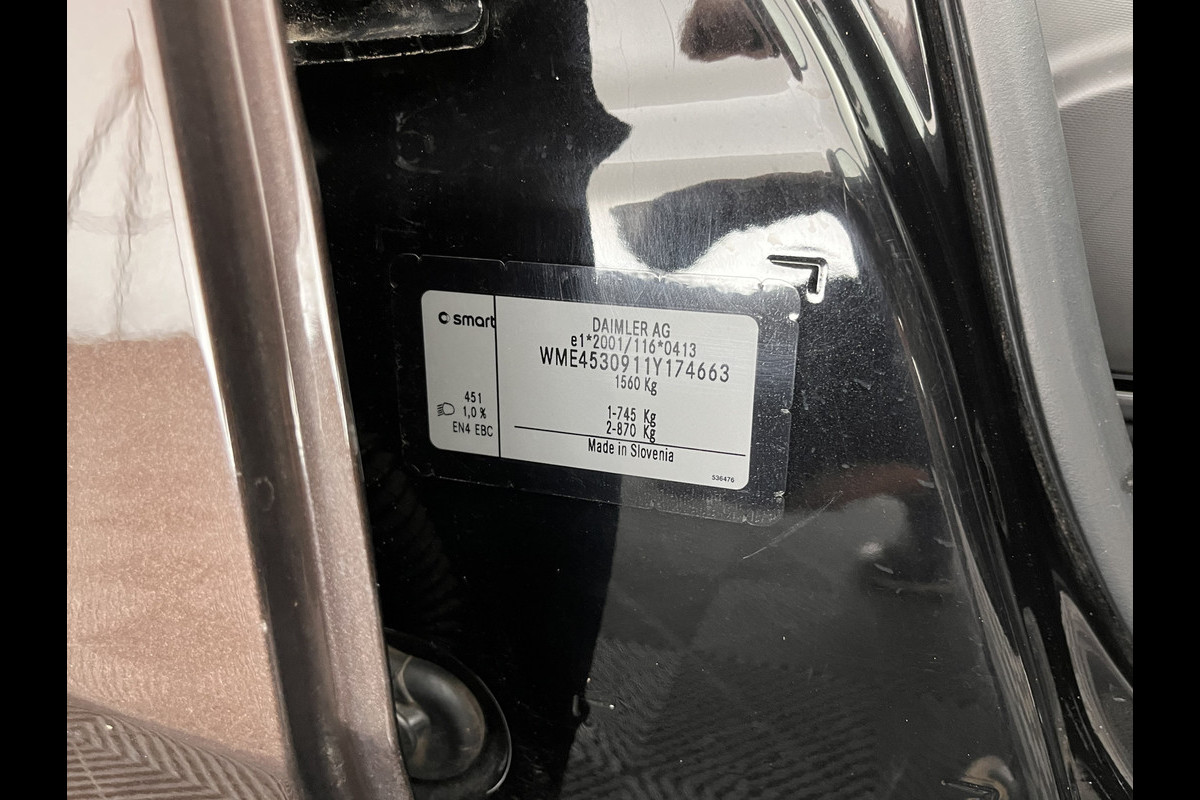 smart
451
1,0 %
EN4 EBC
DAIMLER AG
e1*2001/116*0413
WME4530911Y174663
1560 Kg
1-745 Kg
2-870 Kg
Made in Slovenia
536476